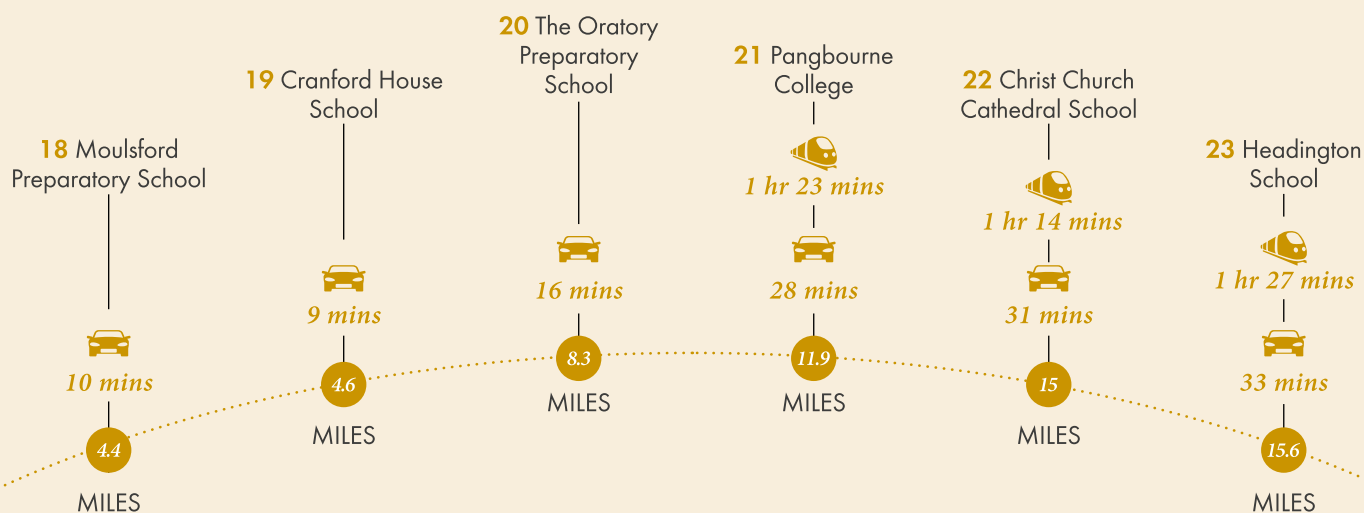 18 Moulsford
Preparatory School
10 mins
4.4
MILES
19 Cranford House
School
9 mins
4.6
MILES
20 The Oratory
Preparatory
School
16 mins
8.3
MILES
21 Pangbourne
College
1 hr 23 mins
28 mins
11.9
MILES
22 Christ Church
Cathedral School
1 hr 14 mins
31 mins
15
MILES
23 Headington
School
1 hr 27 mins
33 mins
15.6
MILES